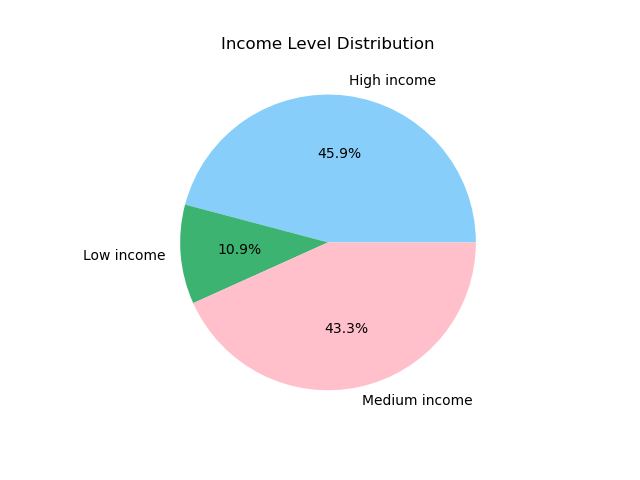 Income Level Distribution
High income
45.9%
Low income
10.9%
43.3%
Medium income